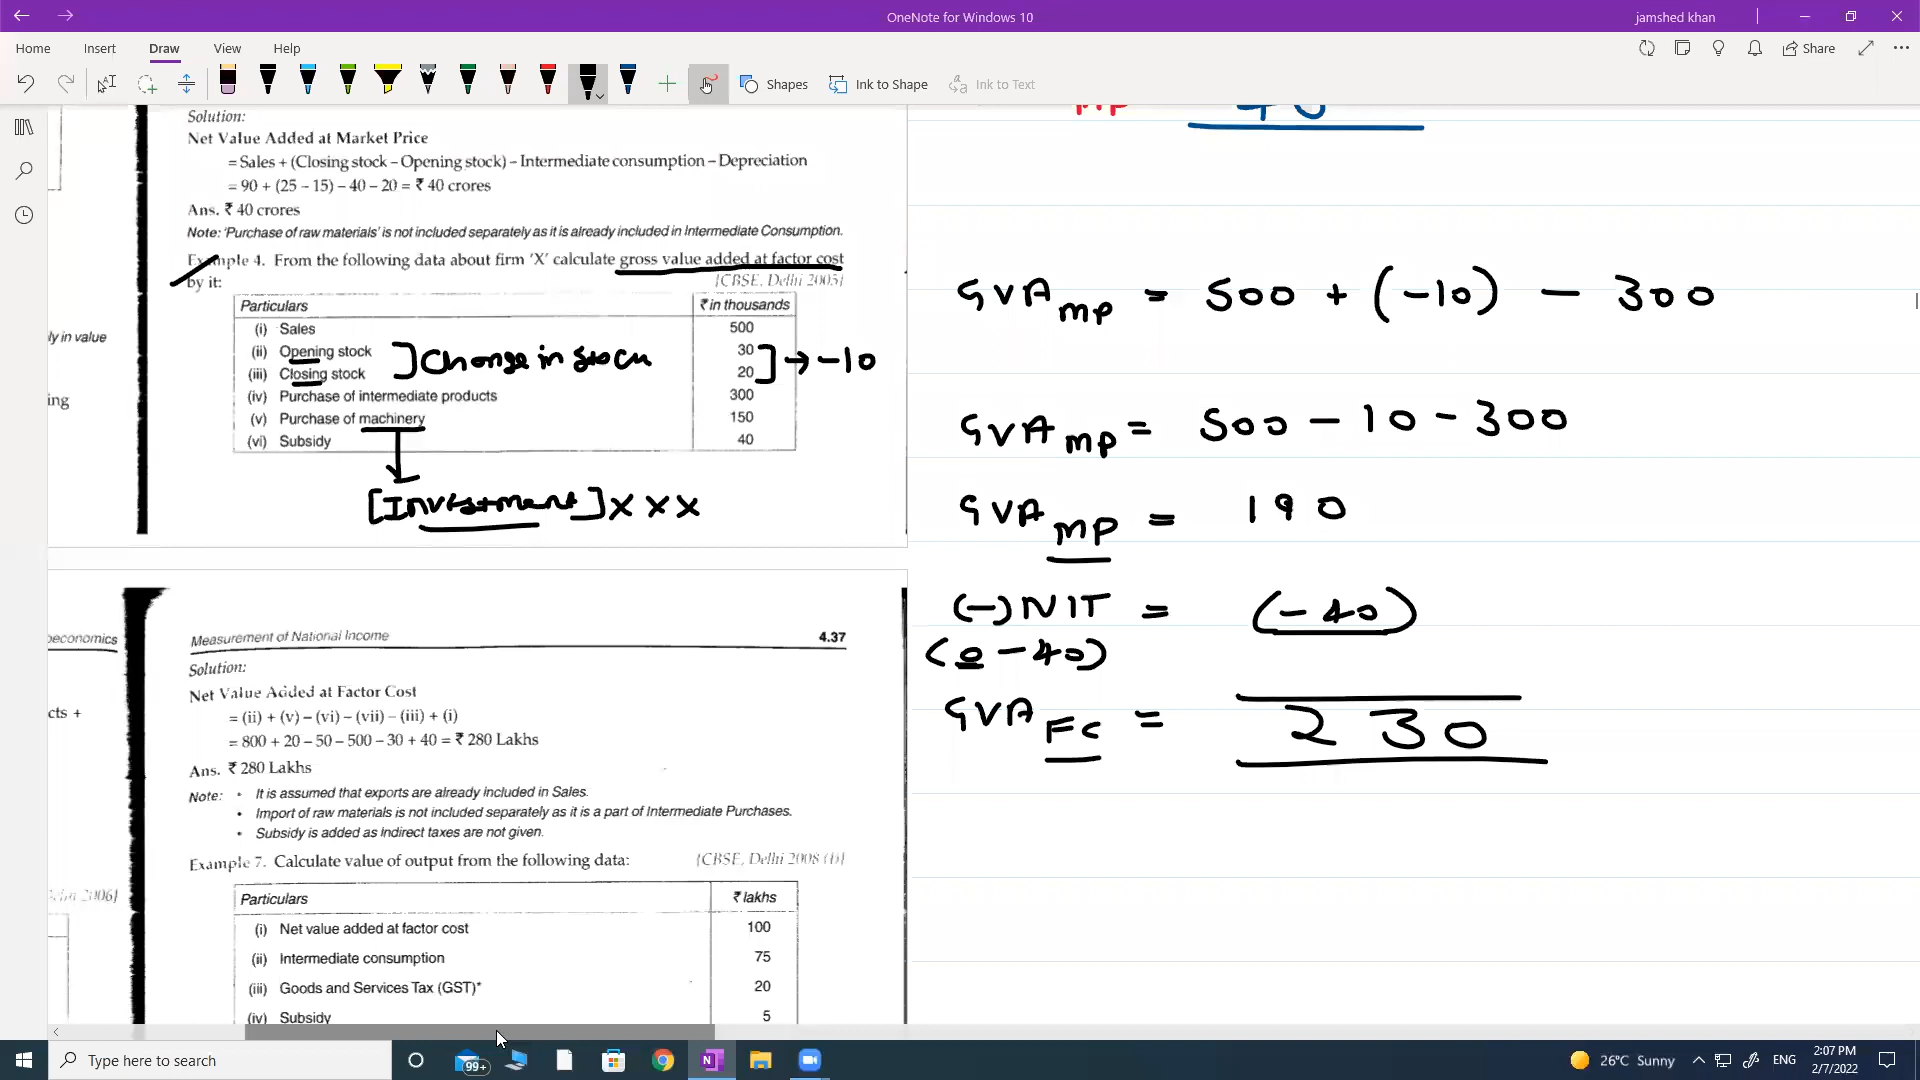 OneNote for Windows 10
jamshed khan
Home Insert Draw View Help
Share
Shapes
Ink to Shape
Ink to Text
Solution:
Net Value Added at Market Price
= Sales + (Closing stock – Opening stock) – Intermediate consumption – Depreciation
= 90 + (25 – 15) – 40 – 20 = ₹ 40 crores
Ans. ₹ 40 crores
Note: 'Purchase of raw materials' is not included separately as it is already included in Intermediate Consumption.
Example 4. From the following data about firm 'X' calculate gross value added at factor cost
by it: [CBSE, Delhi 2005]
Particulars ₹ in thousands
(i) Sales 500
(ii) Opening stock 30
(iii) Closing stock 20
] Change in Stock ] → -10
(iv) Purchase of intermediate products 300
(v) Purchase of machinery 150
(vi) Subsidy 40
[Investment] X X X
ly in value
ing
oeconomics
cts +
2006]
Measurement of National Income 4.37
Solution:
Net Value Added at Factor Cost
= (ii) + (v) – (vi) – (vii) – (iii) + (i)
= 800 + 20 – 50 – 500 – 30 + 40 = ₹ 280 Lakhs
Ans. ₹ 280 Lakhs
Note: • It is assumed that exports are already included in Sales.
• Import of raw materials is not included separately as it is a part of Intermediate Purchases.
• Subsidy is added as Indirect taxes are not given.
Example 7. Calculate value of output from the following data: [CBSE, Delhi 2008 (b)]
Particulars ₹ lakhs
(i) Net value added at factor cost 100
(ii) Intermediate consumption 75
(iii) Goods and Services Tax (GST)* 20
(iv) Subsidy 5
MP
GVA MP = 500 + (-10) - 300
GVA MP = 500 - 10 - 300
GVA MP = 190
(-) NIT = (-40)
(0 - 40)
GVA FC = 230
Type here to search
99+
26°C Sunny
ENG
2:07 PM
2/7/2022